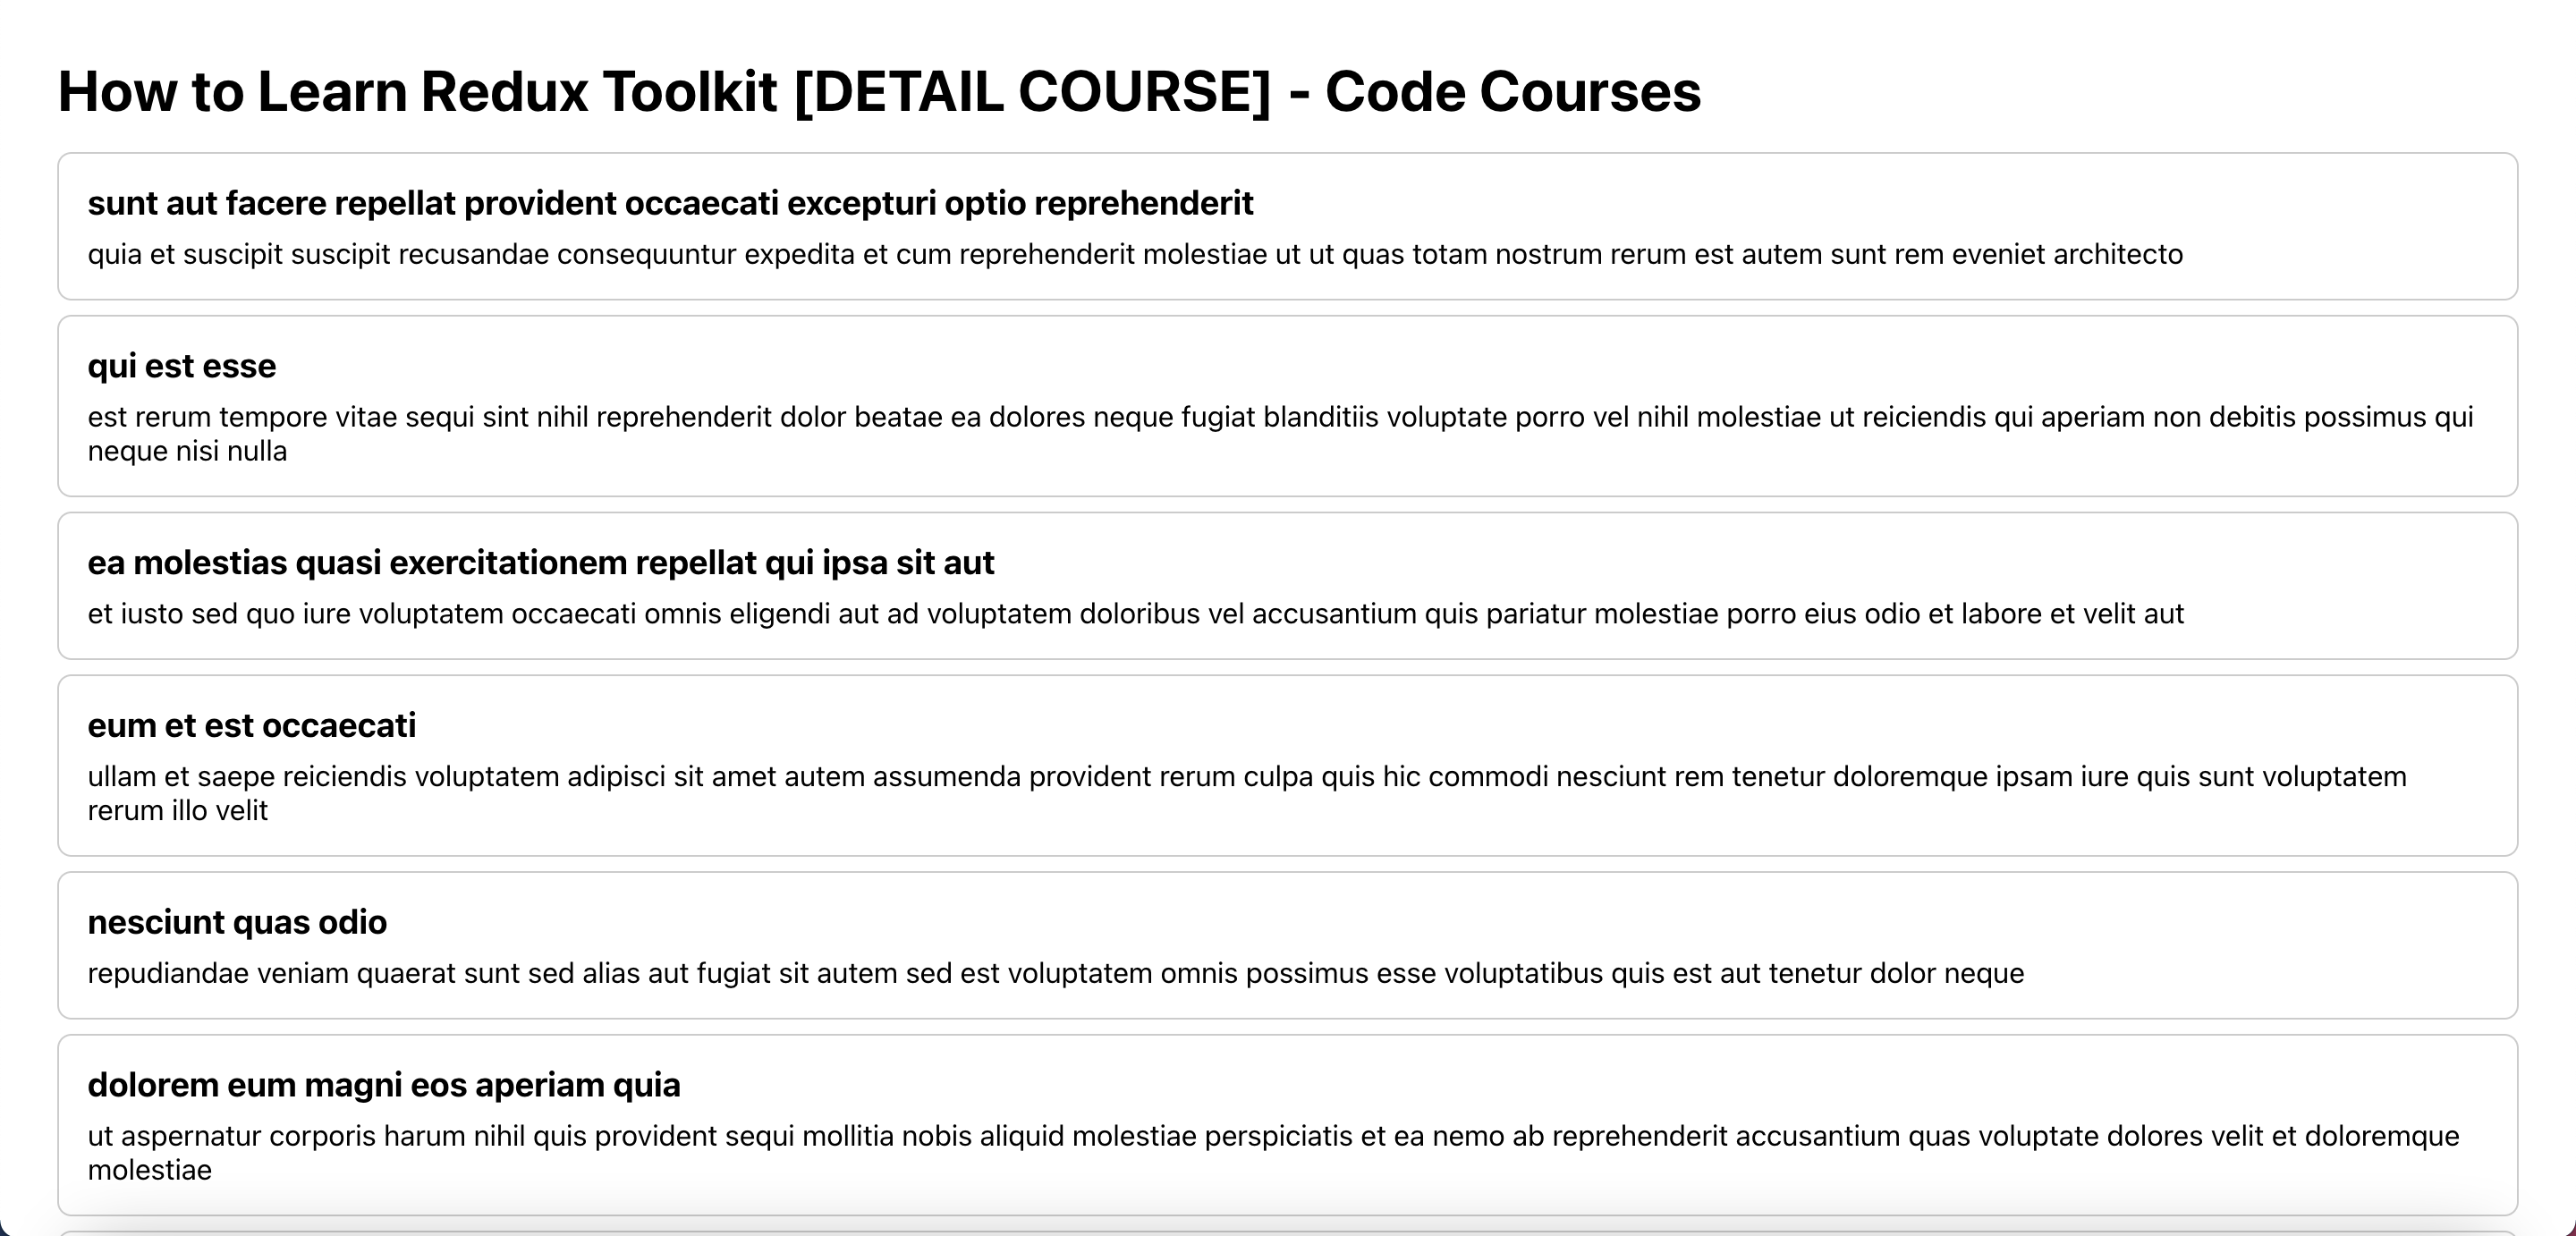 How to Learn Redux Toolkit [DETAIL COURSE] - Code Courses
sunt aut facere repellat provident occaecati excepturi optio reprehenderit
quia et suscipit suscipit recusandae consequuntur expedita et cum reprehenderit molestiae ut ut quas totam nostrum rerum est autem sunt rem eveniet architecto
qui est esse
est rerum tempore vitae sequi sint nihil reprehenderit dolor beatae ea dolores neque fugiat blanditiis voluptate porro vel nihil molestiae ut reiciendis qui aperiam non debitis possimus qui
neque nisi nulla
ea molestias quasi exercitationem repellat qui ipsa sit aut
et iusto sed quo iure voluptatem occaecati omnis eligendi aut ad voluptatem doloribus vel accusantium quis pariatur molestiae porro eius odio et labore et velit aut
eum et est occaecati
ullam et saepe reiciendis voluptatem adipisci sit amet autem assumenda provident rerum culpa quis hic commodi nesciunt rem tenetur doloremque ipsam iure quis sunt voluptatem
rerum illo velit
nesciunt quas odio
repudiandae veniam quaerat sunt sed alias aut fugiat sit autem sed est voluptatem omnis possimus esse voluptatibus quis est aut tenetur dolor neque
dolorem eum magni eos aperiam quia
ut aspernatur corporis harum nihil quis provident sequi mollitia nobis aliquid molestiae perspiciatis et ea nemo ab reprehenderit accusantium quas voluptate dolores velit et doloremque
molestiae